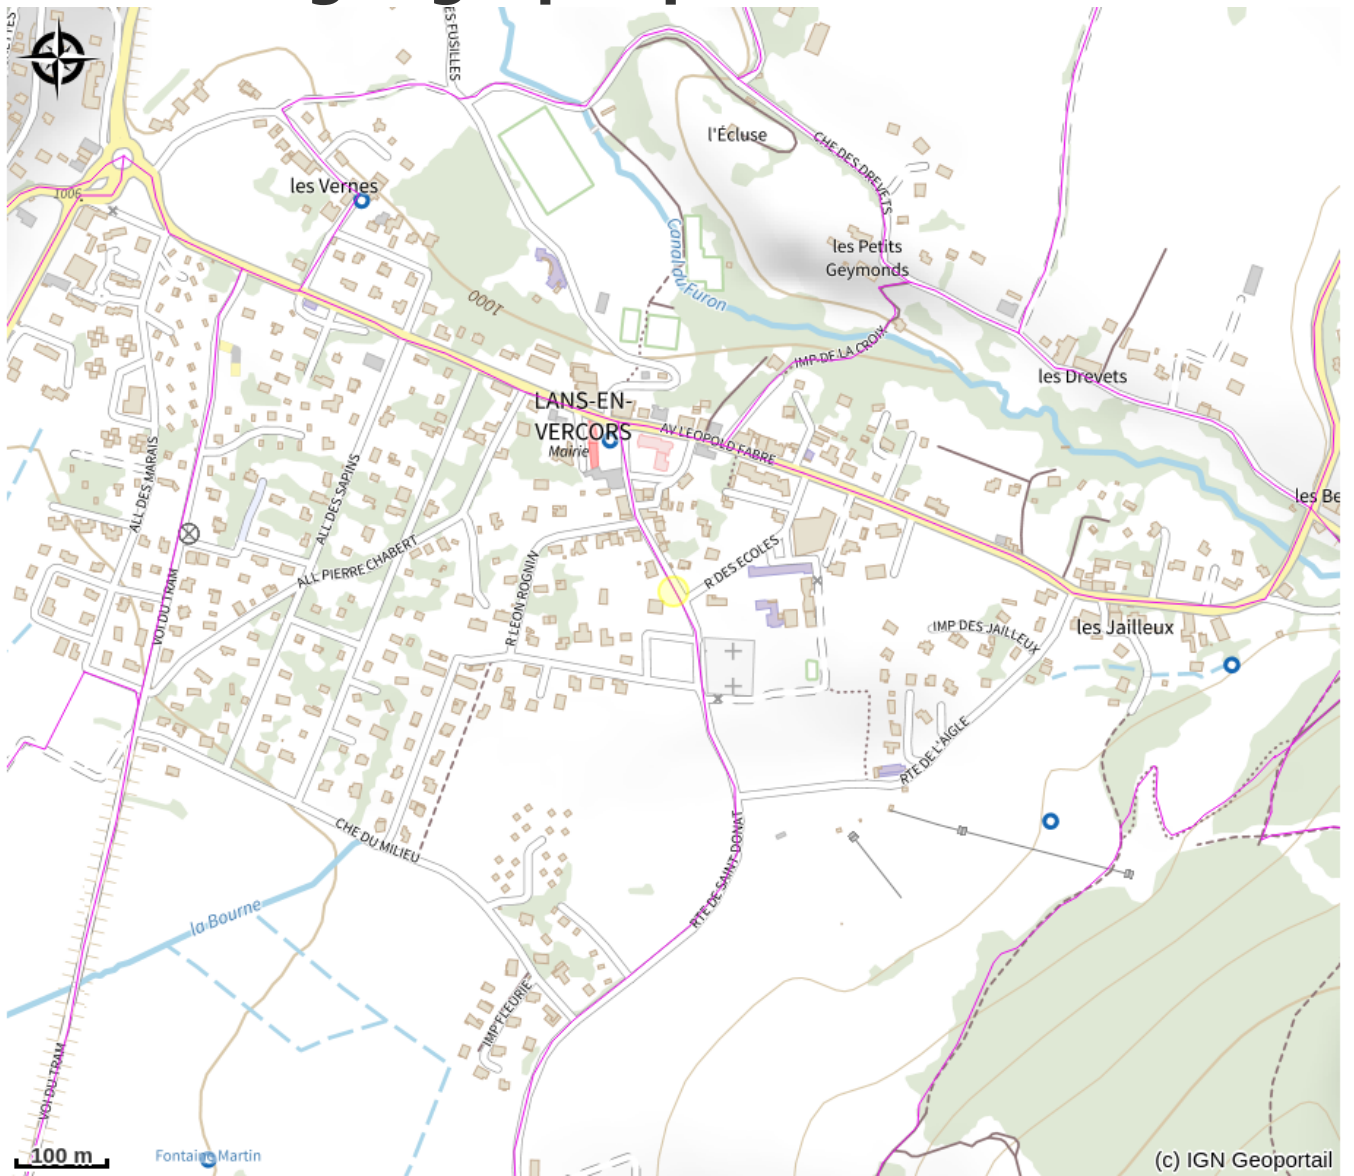 ES FUSILLES
l'Écluse
CHE DES DREVETS
les Vernes
1006
les Petits
Geymonds
Canal du Furon
1000
IMP DE LA CROIX
les Drevets
LANS-EN-
VERCORS
Mairie
AV LEOPOLD FABRE
ALL DES MARAIS
ALL DES SAPINS
les Be
ALL PIERRE CHABERT
R LEON ROGNIN
R DES ECOLES
VOI DU TRAM
IMP DES JAILLEUX
les Jailleux
RTE DE L'AIGLE
CHE DU MILIEU
RTE DE SAINT-DONAT
la Bourne
IMP FLEURIE
VOI DU TRAM
100 m
Fontaine Martin
(c) IGN Geoportail